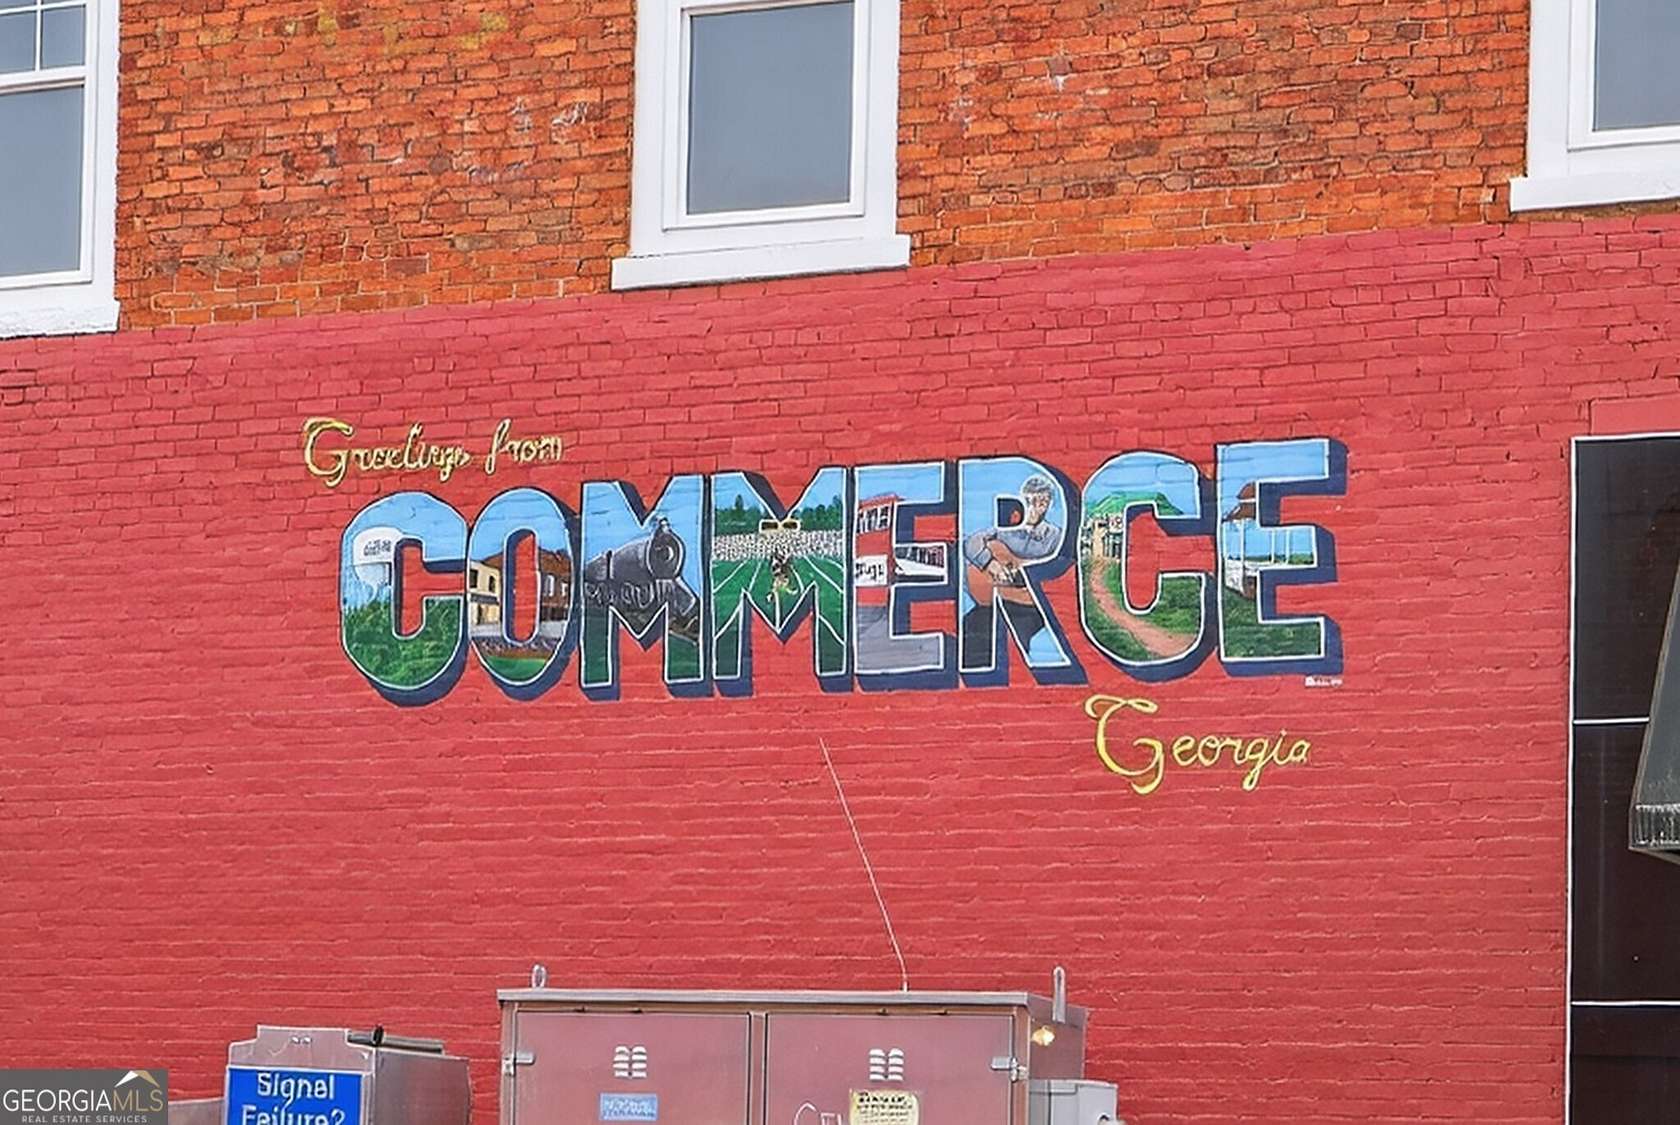 Greetings from
COMMERCE
Georgia
Signal
Failure?
GEORGIAMLS
REAL ESTATE SERVICES